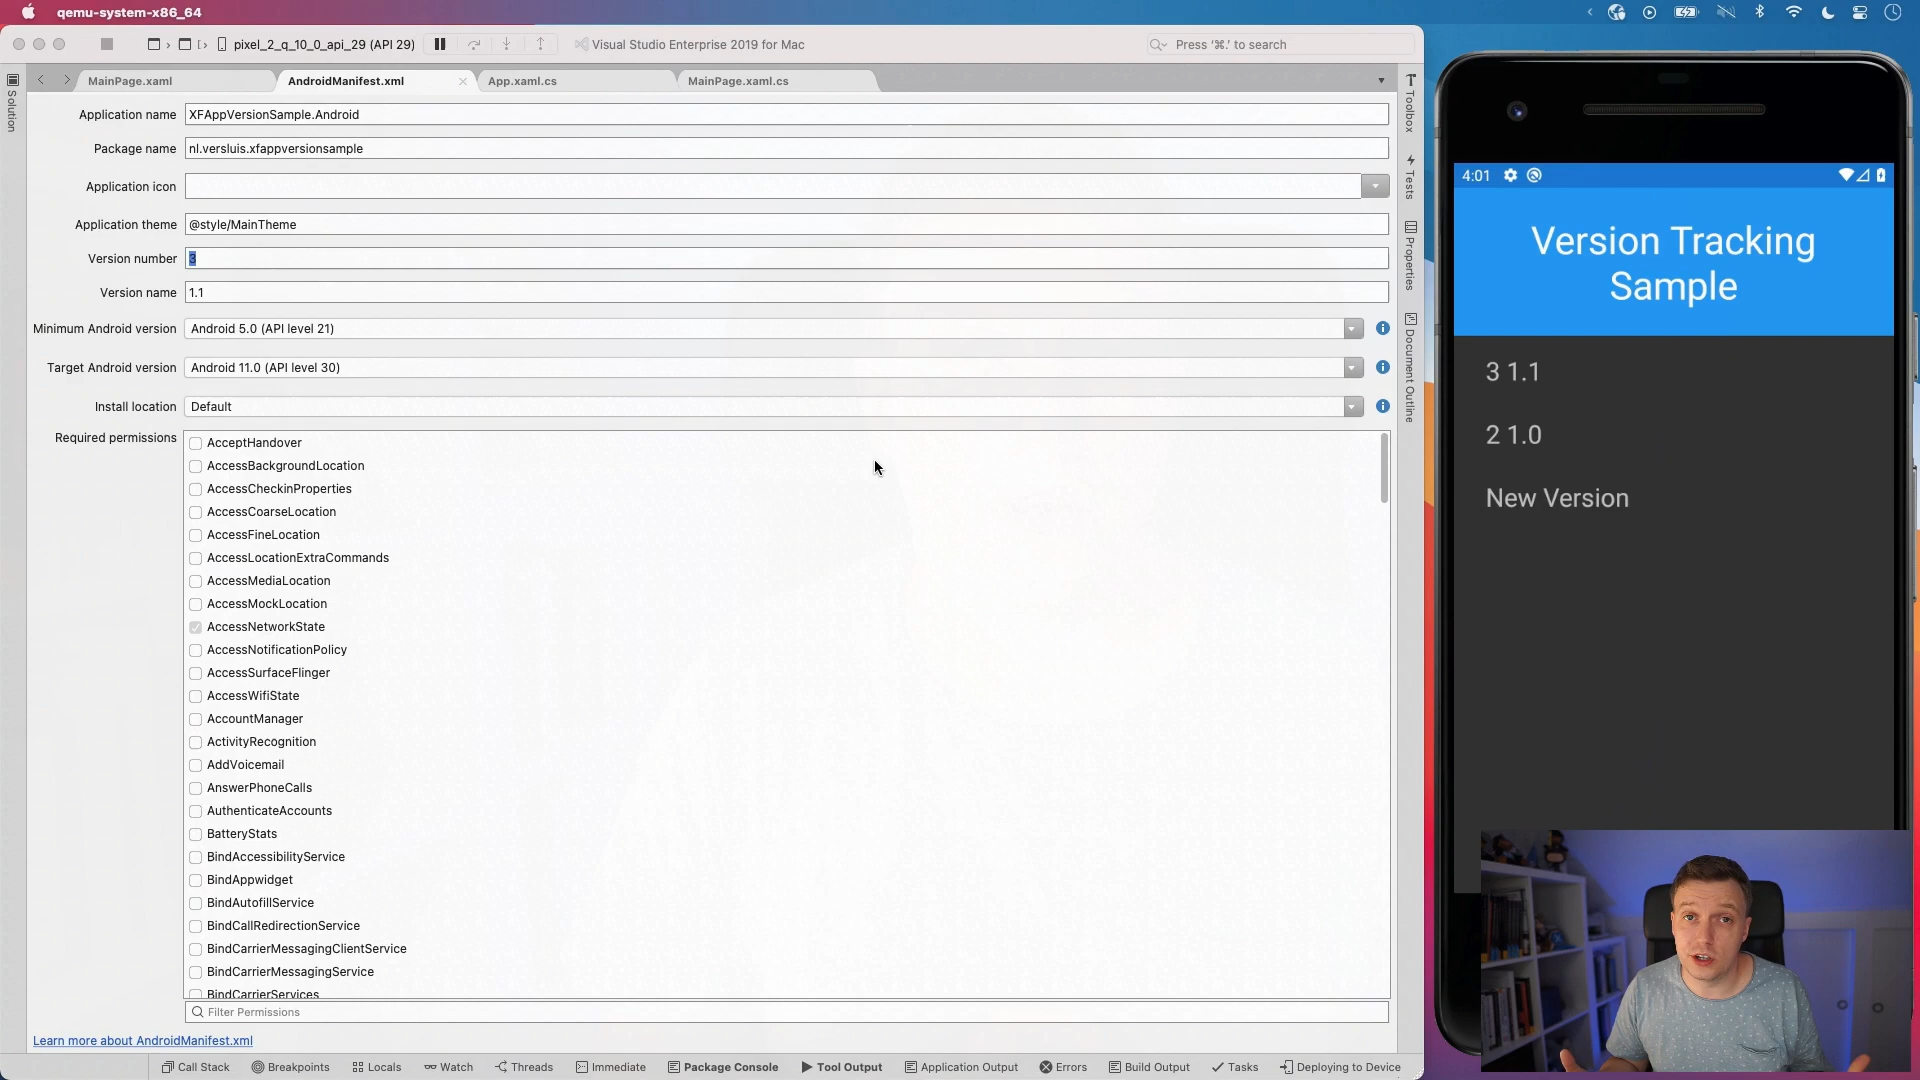 qemu-system-x86_64
pixel_2_q_10_0_api_29 (API 29)
Visual Studio Enterprise 2019 for Mac
Press '⌘.' to search
MainPage.xaml
AndroidManifest.xml
App.xaml.cs
MainPage.xaml.cs
Solution
Application name
XFAppVersionSample.Android
Package name
nl.versluis.xfappversionsample
Application icon
Application theme
@style/MainTheme
Version number
3
Version name
1.1
Minimum Android version
Android 5.0 (API level 21)
Target Android version
Android 11.0 (API level 30)
Install location
Default
Required permissions
AcceptHandover
AccessBackgroundLocation
AccessCheckinProperties
AccessCoarseLocation
AccessFineLocation
AccessLocationExtraCommands
AccessMediaLocation
AccessMockLocation
AccessNetworkState
AccessNotificationPolicy
AccessSurfaceFlinger
AccessWifiState
AccountManager
ActivityRecognition
AddVoicemail
AnswerPhoneCalls
AuthenticateAccounts
BatteryStats
BindAccessibilityService
BindAppwidget
BindAutofillService
BindCallRedirectionService
BindCarrierMessagingClientService
BindCarrierMessagingService
BindCarrierServices
Filter Permissions
Learn more about AndroidManifest.xml
Call Stack
Breakpoints
Locals
Watch
Threads
Immediate
Package Console
Tool Output
Application Output
Errors
Build Output
Tasks
Deploying to Device
Toolbox
Tests
Properties
Document Outline
4:01
Version Tracking
Sample
3 1.1
2 1.0
New Version